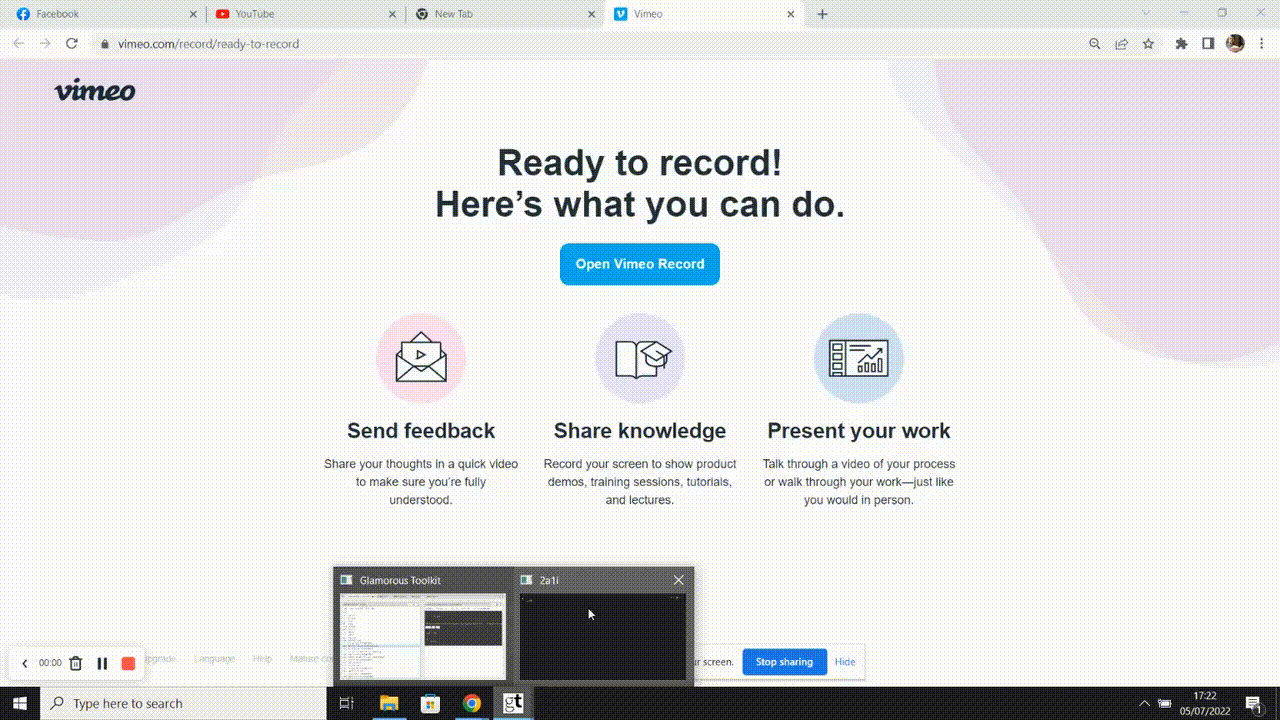 Facebook
YouTube
New Tab
Vimeo
vimeo.com/record/ready-to-record
vimeo
Ready to record!
Here's what you can do.
Open Vimeo Record
Send feedback
Share knowledge
Present your work
Share your thoughts in a quick video
to make sure you're fully
understood.
Record your screen to show product
demos, training sessions, tutorials,
and lectures.
Talk through a video of your process
or walk through your work—just like
you would in person.
Glamorous Toolkit
2a1i
00:00
Language
Help
screen.
Stop sharing
Hide
Type here to search
gt
17:22
05/07/2022
1